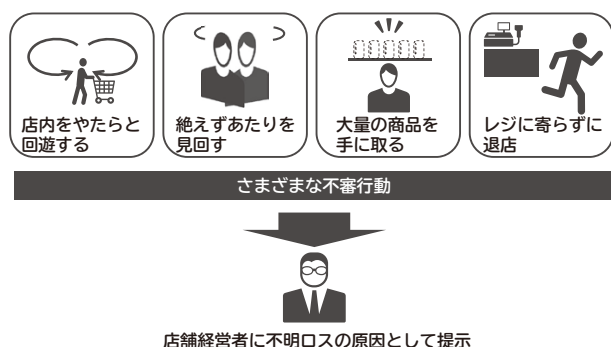 店内をやたらと
回遊する
絶えずあたりを
見回す
大量の商品を
手に取る
レジに寄らずに
退店
さまざまな不審行動
店舗経営者に不明ロスの原因として提示